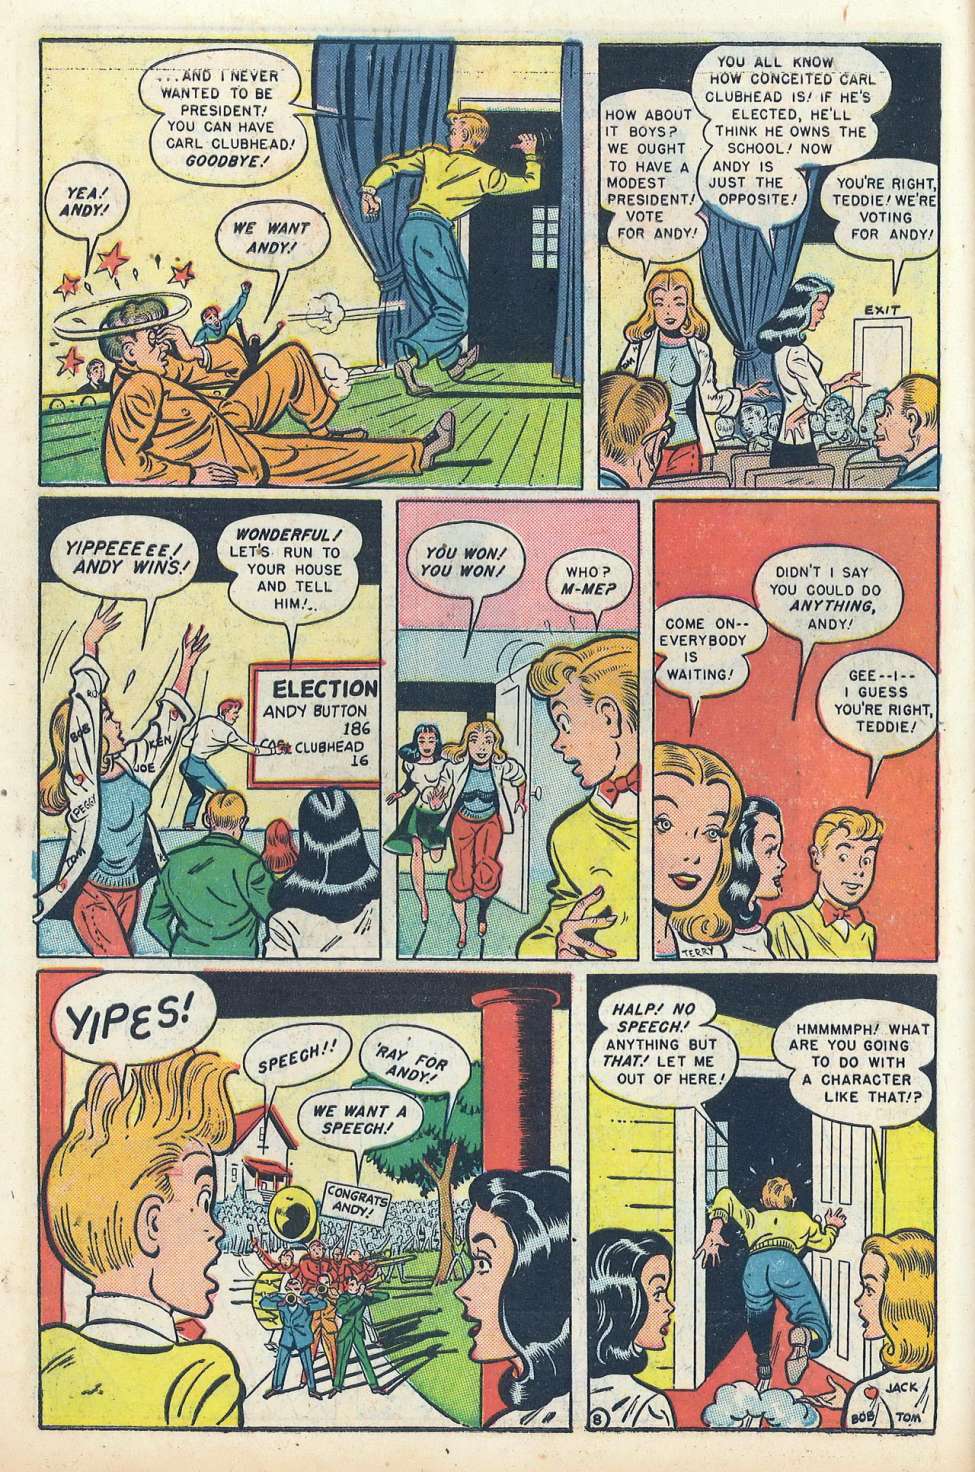 ...AND I NEVER
WANTED TO BE
PRESIDENT!
YOU CAN HAVE
CARL CLUBHEAD!
GOODBYE!
YEA!
ANDY!
WE WANT
ANDY!
HOW ABOUT
IT BOYS?
WE OUGHT
TO HAVE A
MODEST
PRESIDENT!
VOTE
FOR ANDY!
YOU ALL KNOW
HOW CONCEITED CARL
CLUBHEAD IS! IF HE'S
ELECTED, HE'LL
THINK HE OWNS THE
SCHOOL! NOW
ANDY IS
JUST THE
OPPOSITE!
YOU'RE RIGHT,
TEDDIE! WE'RE
VOTING
FOR ANDY!
EXIT
YIPPEEEEE!
ANDY WINS!
WONDERFUL!
LET'S RUN TO
YOUR HOUSE
AND TELL
HIM!..
ELECTION
ANDY BUTTON
186
CLUBHEAD
16
BOB
KEN
JOE
PEGGY
TOM
YOU WON!
YOU WON!
WHO?
M-ME?
COME ON--
EVERYBODY
IS
WAITING!
DIDN'T I SAY
YOU COULD DO
ANYTHING,
ANDY!
GEE--I--
I GUESS
YOU'RE RIGHT,
TEDDIE!
TERRY
YIPES!
SPEECH!!
'RAY FOR
ANDY!
WE WANT A
SPEECH!
CONGRATS
ANDY!
HALP! NO
SPEECH!
ANYTHING BUT
THAT! LET ME
OUT OF HERE!
HMMMMPH! WHAT
ARE YOU GOING
TO DO WITH
A CHARACTER
LIKE THAT!?
JACK
BOB TOM
8